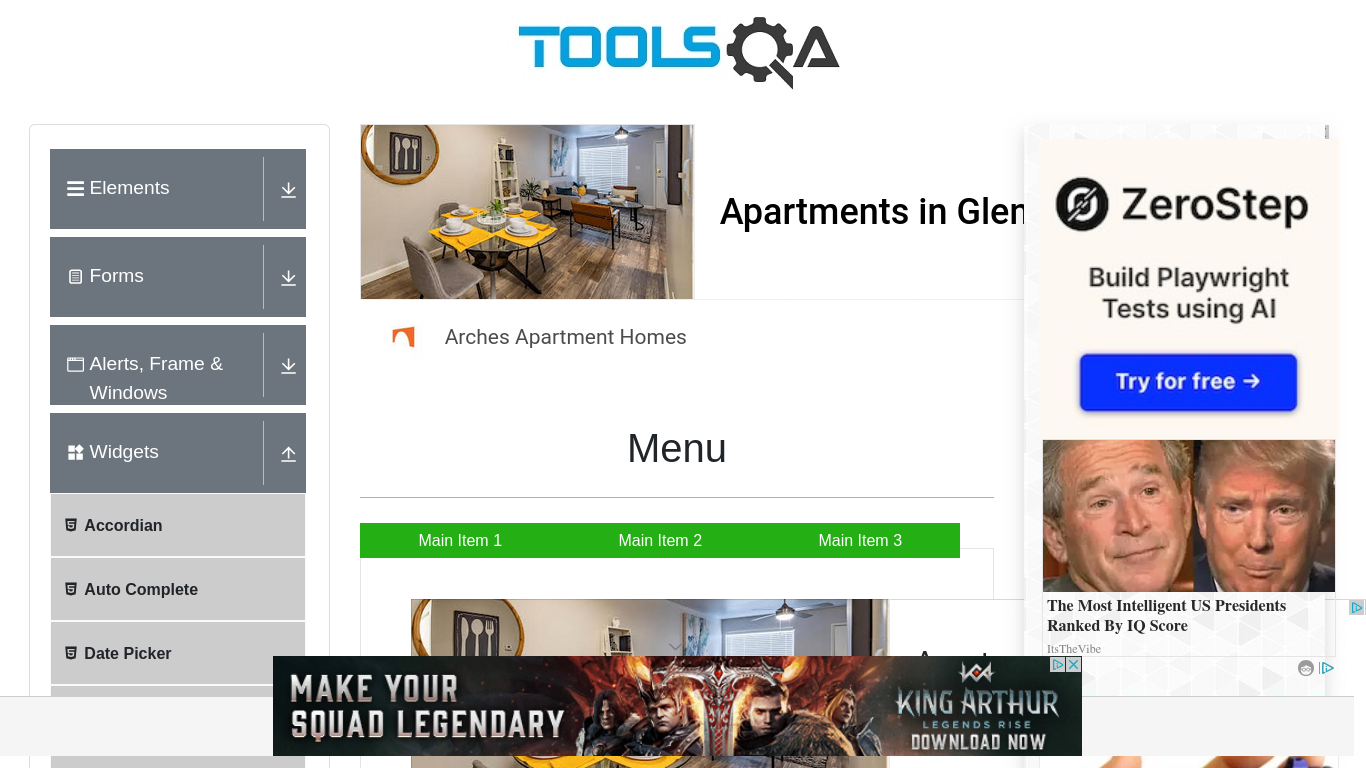 TOOLSQA
Elements
Forms
Alerts, Frame &
Windows
Widgets
Accordian
Auto Complete
Date Picker
Apartments in Glen
Arches Apartment Homes
Menu
Main Item 1
Main Item 2
Main Item 3
ZeroStep
Build Playwright
Tests using AI
Try for free →
The Most Intelligent US Presidents
Ranked By IQ Score
ItsTheVibe
MAKE YOUR
SQUAD LEGENDARY
KING ARTHUR
LEGENDS RISE
DOWNLOAD NOW